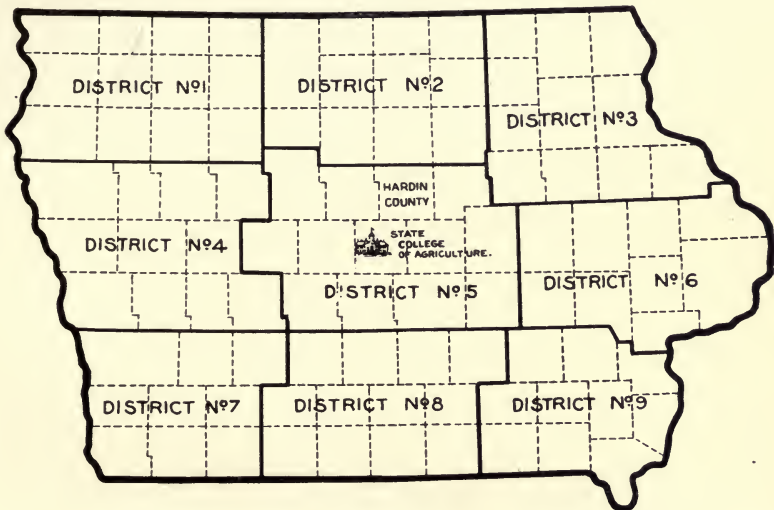 DISTRICT Nº1
DISTRICT Nº2
DISTRICT Nº3
HARDIN
COUNTY
STATE
COLLEGE
OF AGRICULTURE.
DISTRICT Nº4
DISTRICT Nº5
DISTRICT Nº6
DISTRICT Nº7
DISTRICT Nº8
DISTRICT Nº9